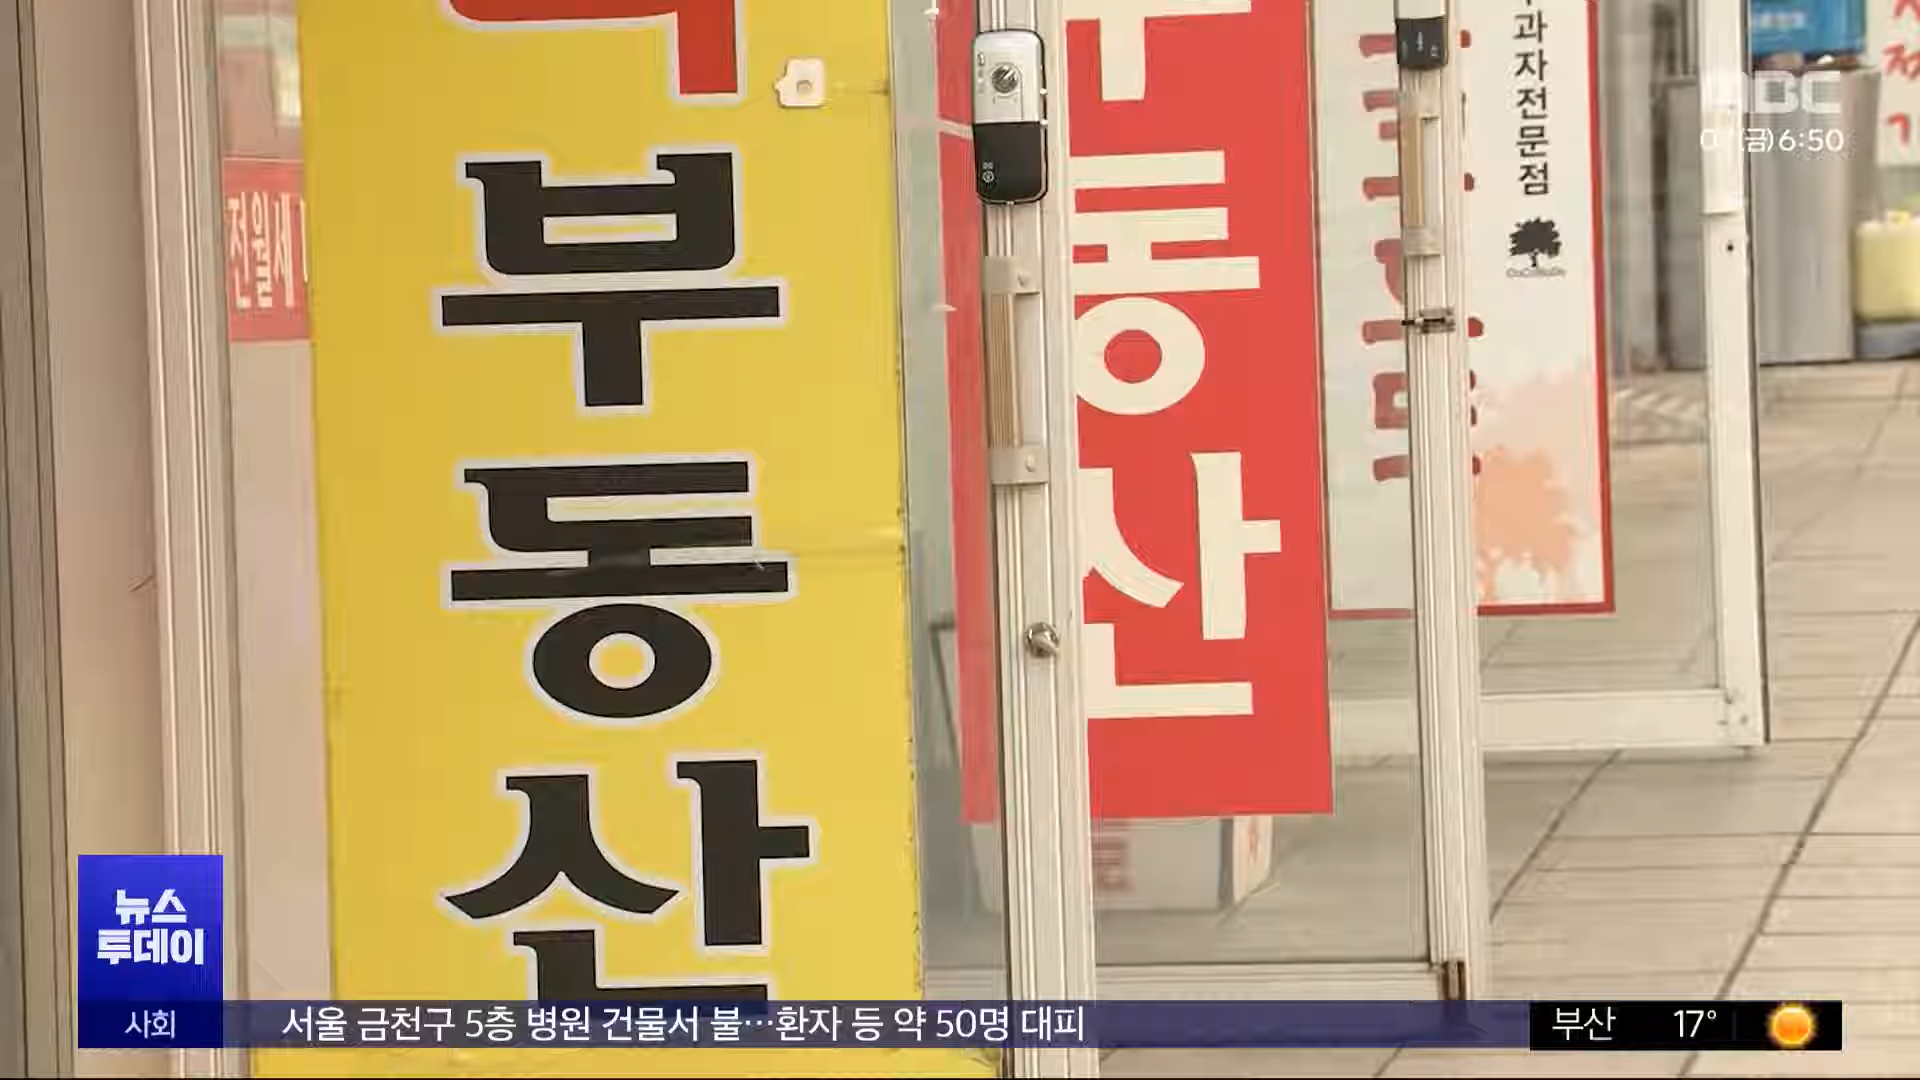 부동산
동산
전월세
과자전문점
MBC
(금) 6:50
뉴스
투데이
사회
서울 금천구 5층 병원 건물서 불…환자 등 약 50명 대피
부산 17°